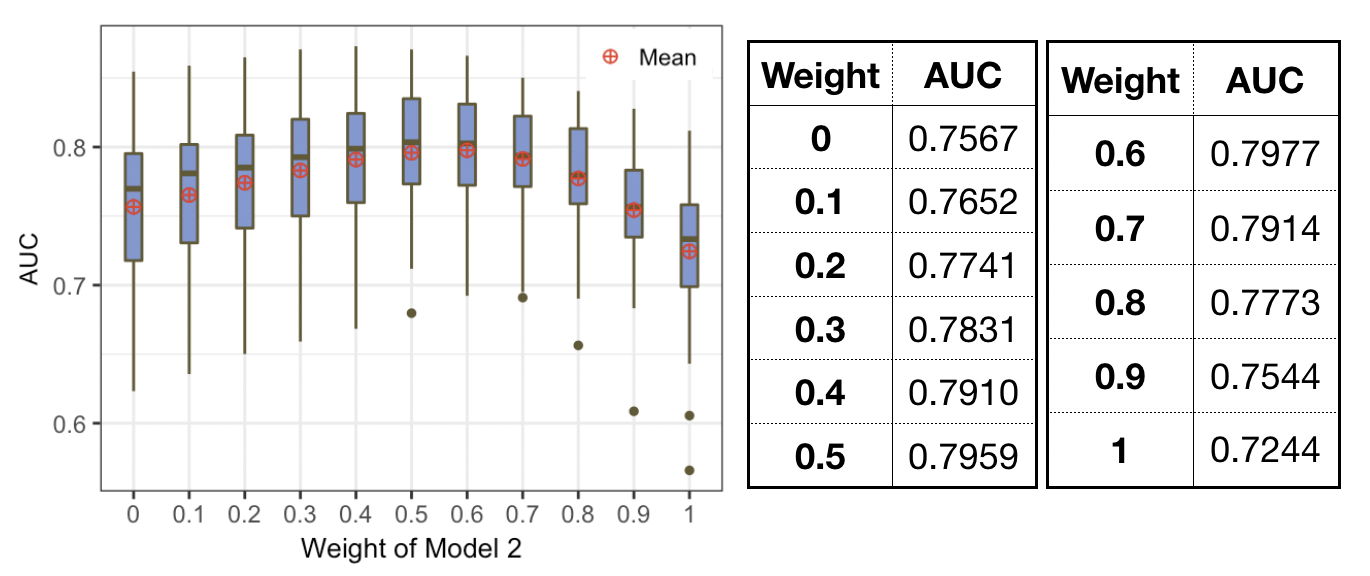 Mean
0.8
0.7
0.6
AUC
0 0.1 0.2 0.3 0.4 0.5 0.6 0.7 0.8 0.9 1
Weight of Model 2
Weight AUC
0 0.7567
0.1 0.7652
0.2 0.7741
0.3 0.7831
0.4 0.7910
0.5 0.7959
Weight AUC
0.6 0.7977
0.7 0.7914
0.8 0.7773
0.9 0.7544
1 0.7244